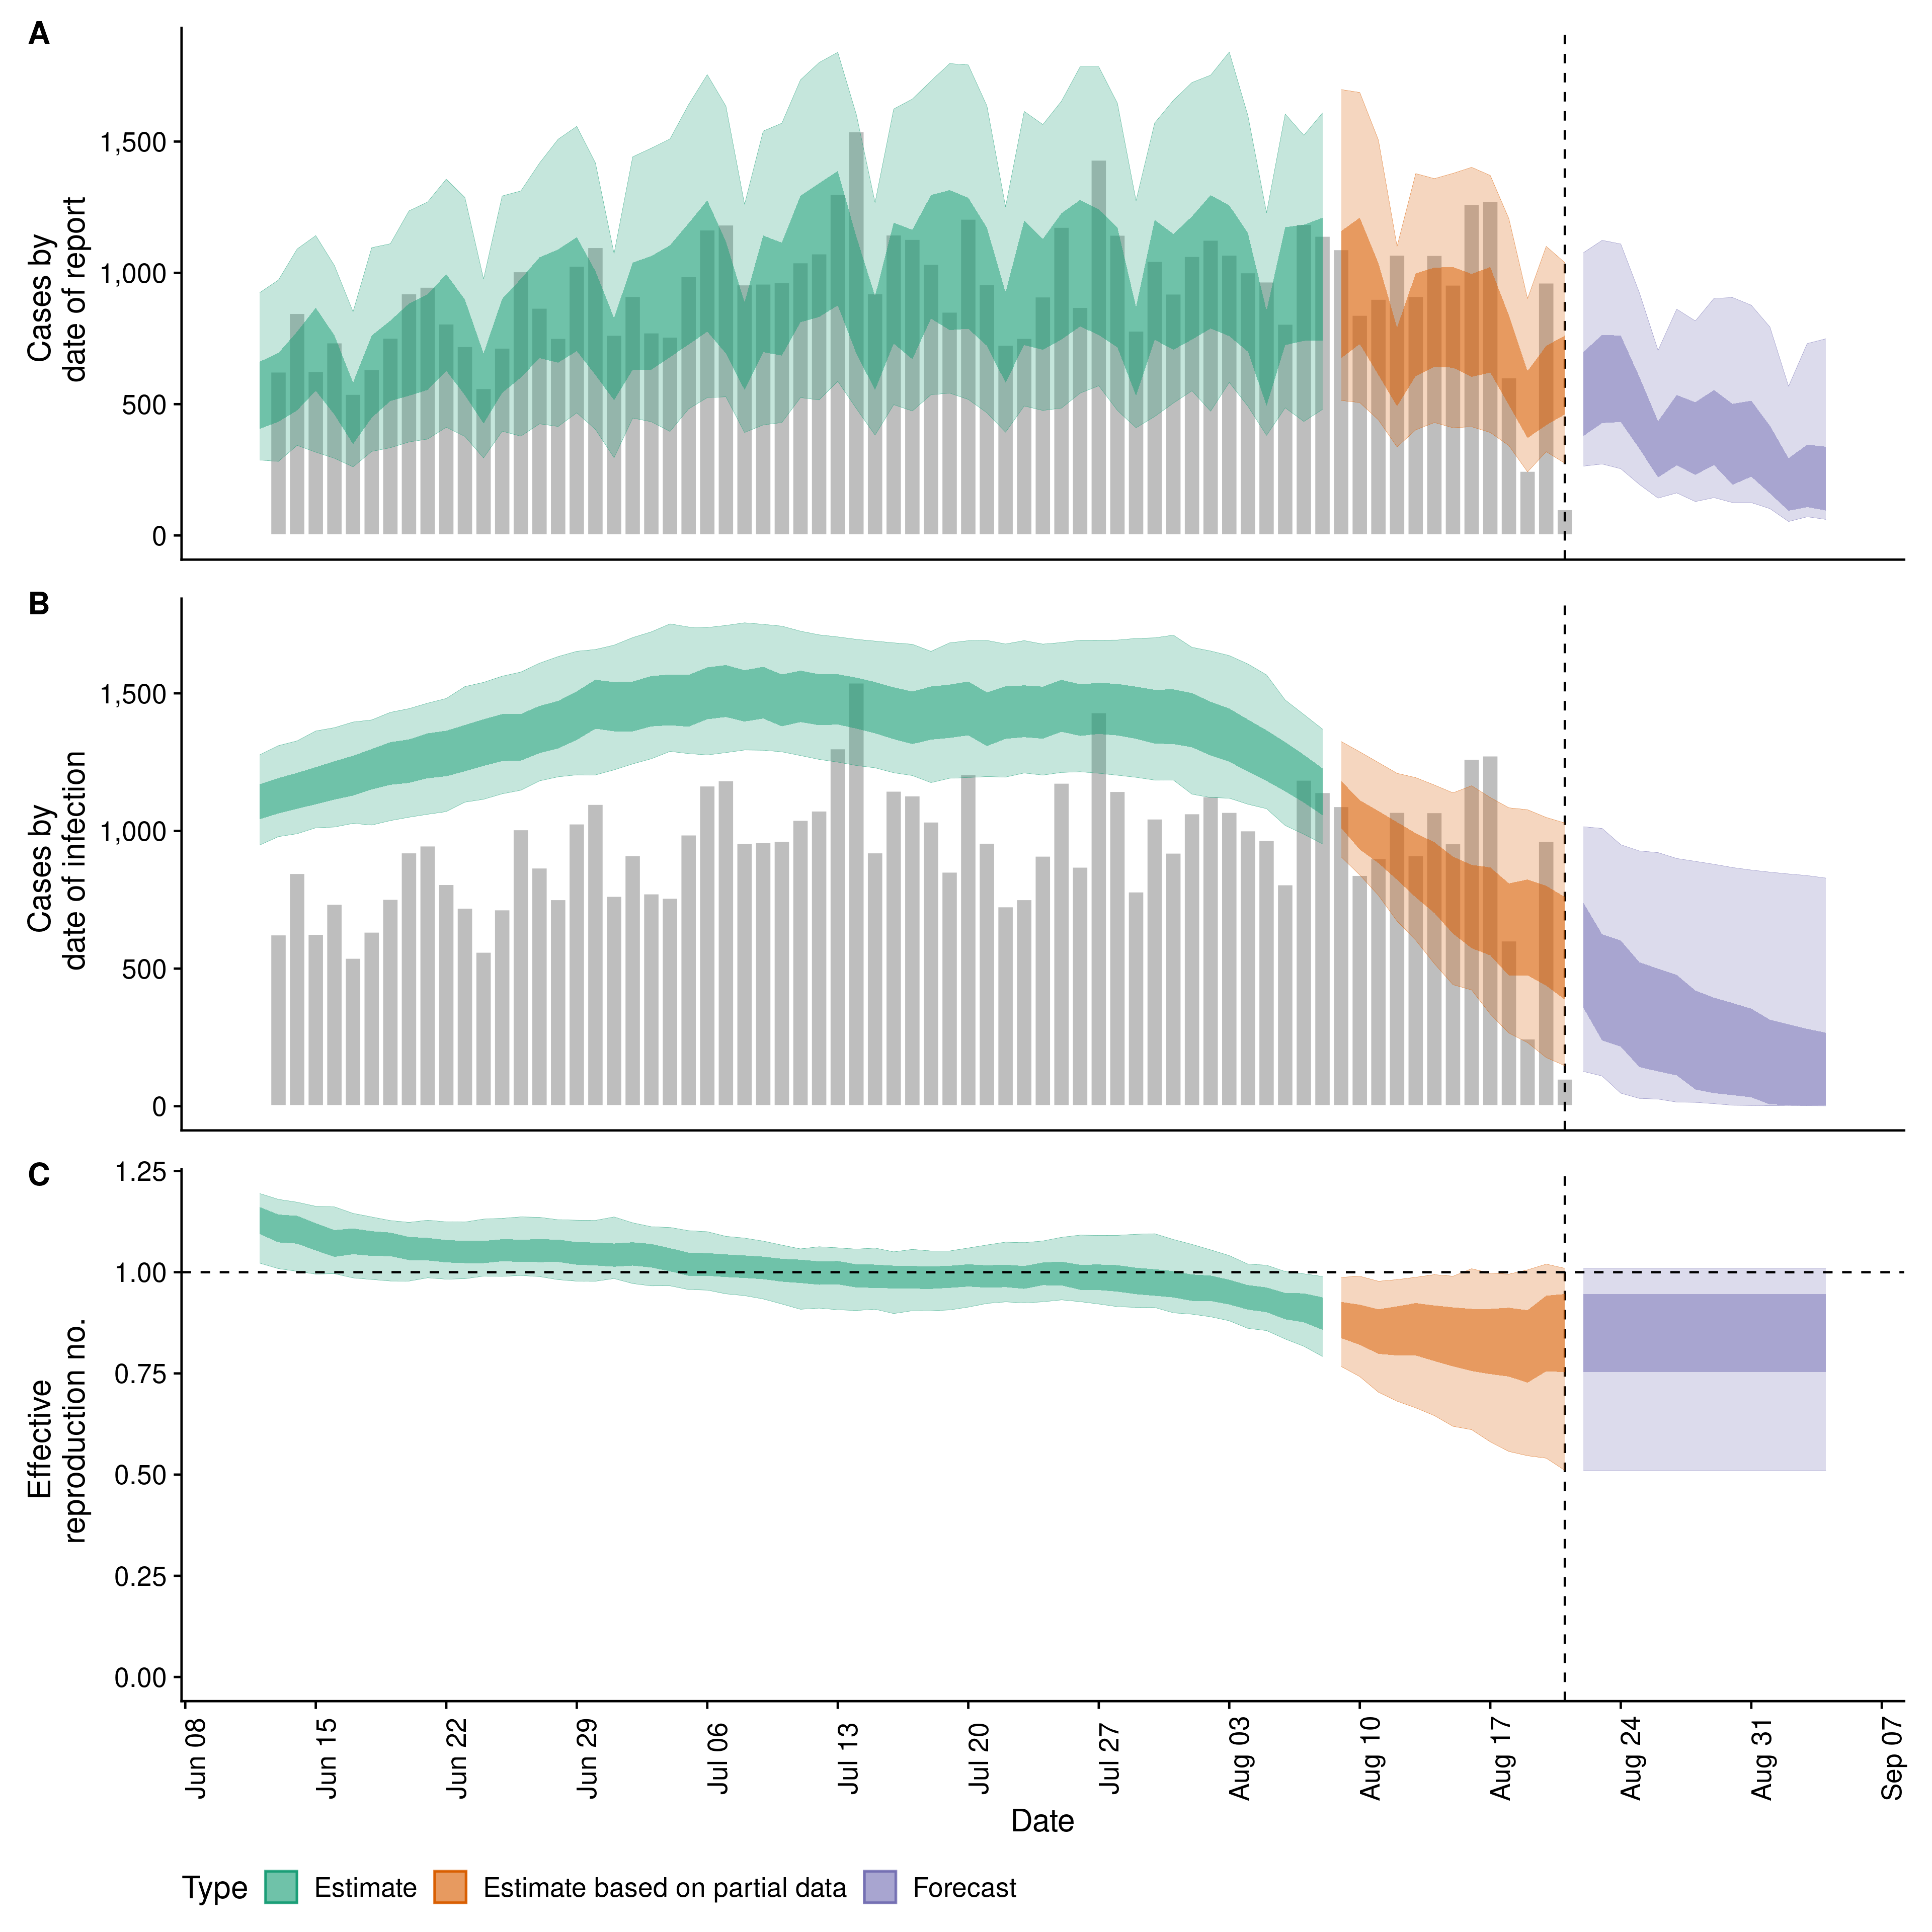 A
Cases by
date of report
1,500
1,000
500
0
B
Cases by
date of infection
1,500
1,000
500
0
C
Effective
reproduction no.
1.25
1.00
0.75
0.50
0.25
0.00
Jun 08
Jun 15
Jun 22
Jun 29
Jul 06
Jul 13
Jul 20
Jul 27
Aug 03
Aug 10
Aug 17
Aug 24
Aug 31
Sep 07
Date
Type Estimate Estimate based on partial data Forecast